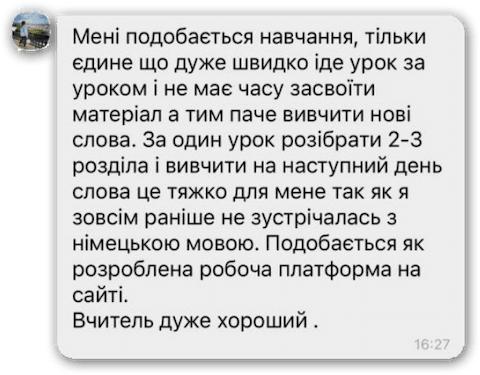 Мені подобається навчання, тільки
єдине що дуже швидко іде урок за
уроком і не має часу засвоїти
матеріал а тим паче вивчити нові
слова. За один урок розібрати 2-3
розділа і вивчити на наступний день
слова це тяжко для мене так як я
зовсім раніше не зустрічалась з
німецькою мовою. Подобається як
розроблена робоча платформа на
сайті.
Вчитель дуже хороший .
16:27